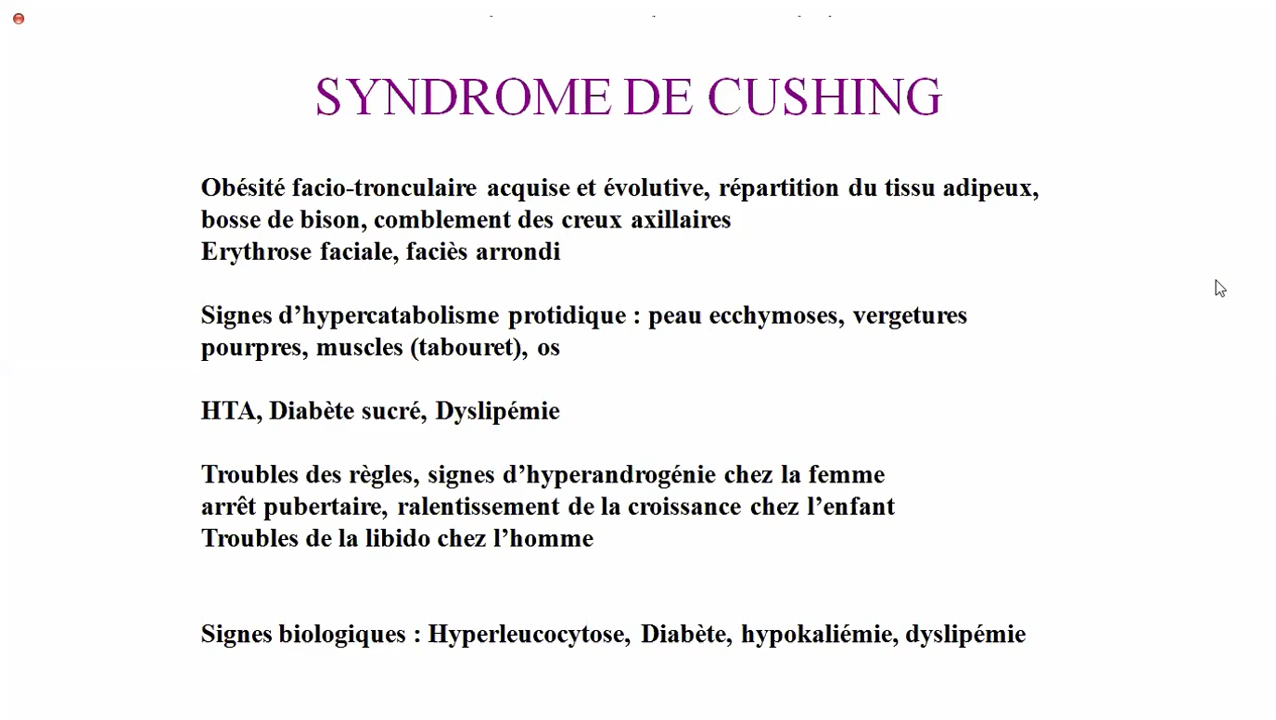 SYNDROME DE CUSHING
Obésité facio-tronculaire acquise et évolutive, répartition du tissu adipeux,
bosse de bison, comblement des creux axillaires
Erythrose faciale, faciès arrondi
Signes d’hypercatabolisme protidique : peau ecchymoses, vergetures
pourpres, muscles (tabouret), os
HTA, Diabète sucré, Dyslipémie
Troubles des règles, signes d’hyperandrogénie chez la femme
arrêt pubertaire, ralentissement de la croissance chez l’enfant
Troubles de la libido chez l’homme
Signes biologiques : Hyperleucocytose, Diabète, hypokaliémie, dyslipémie